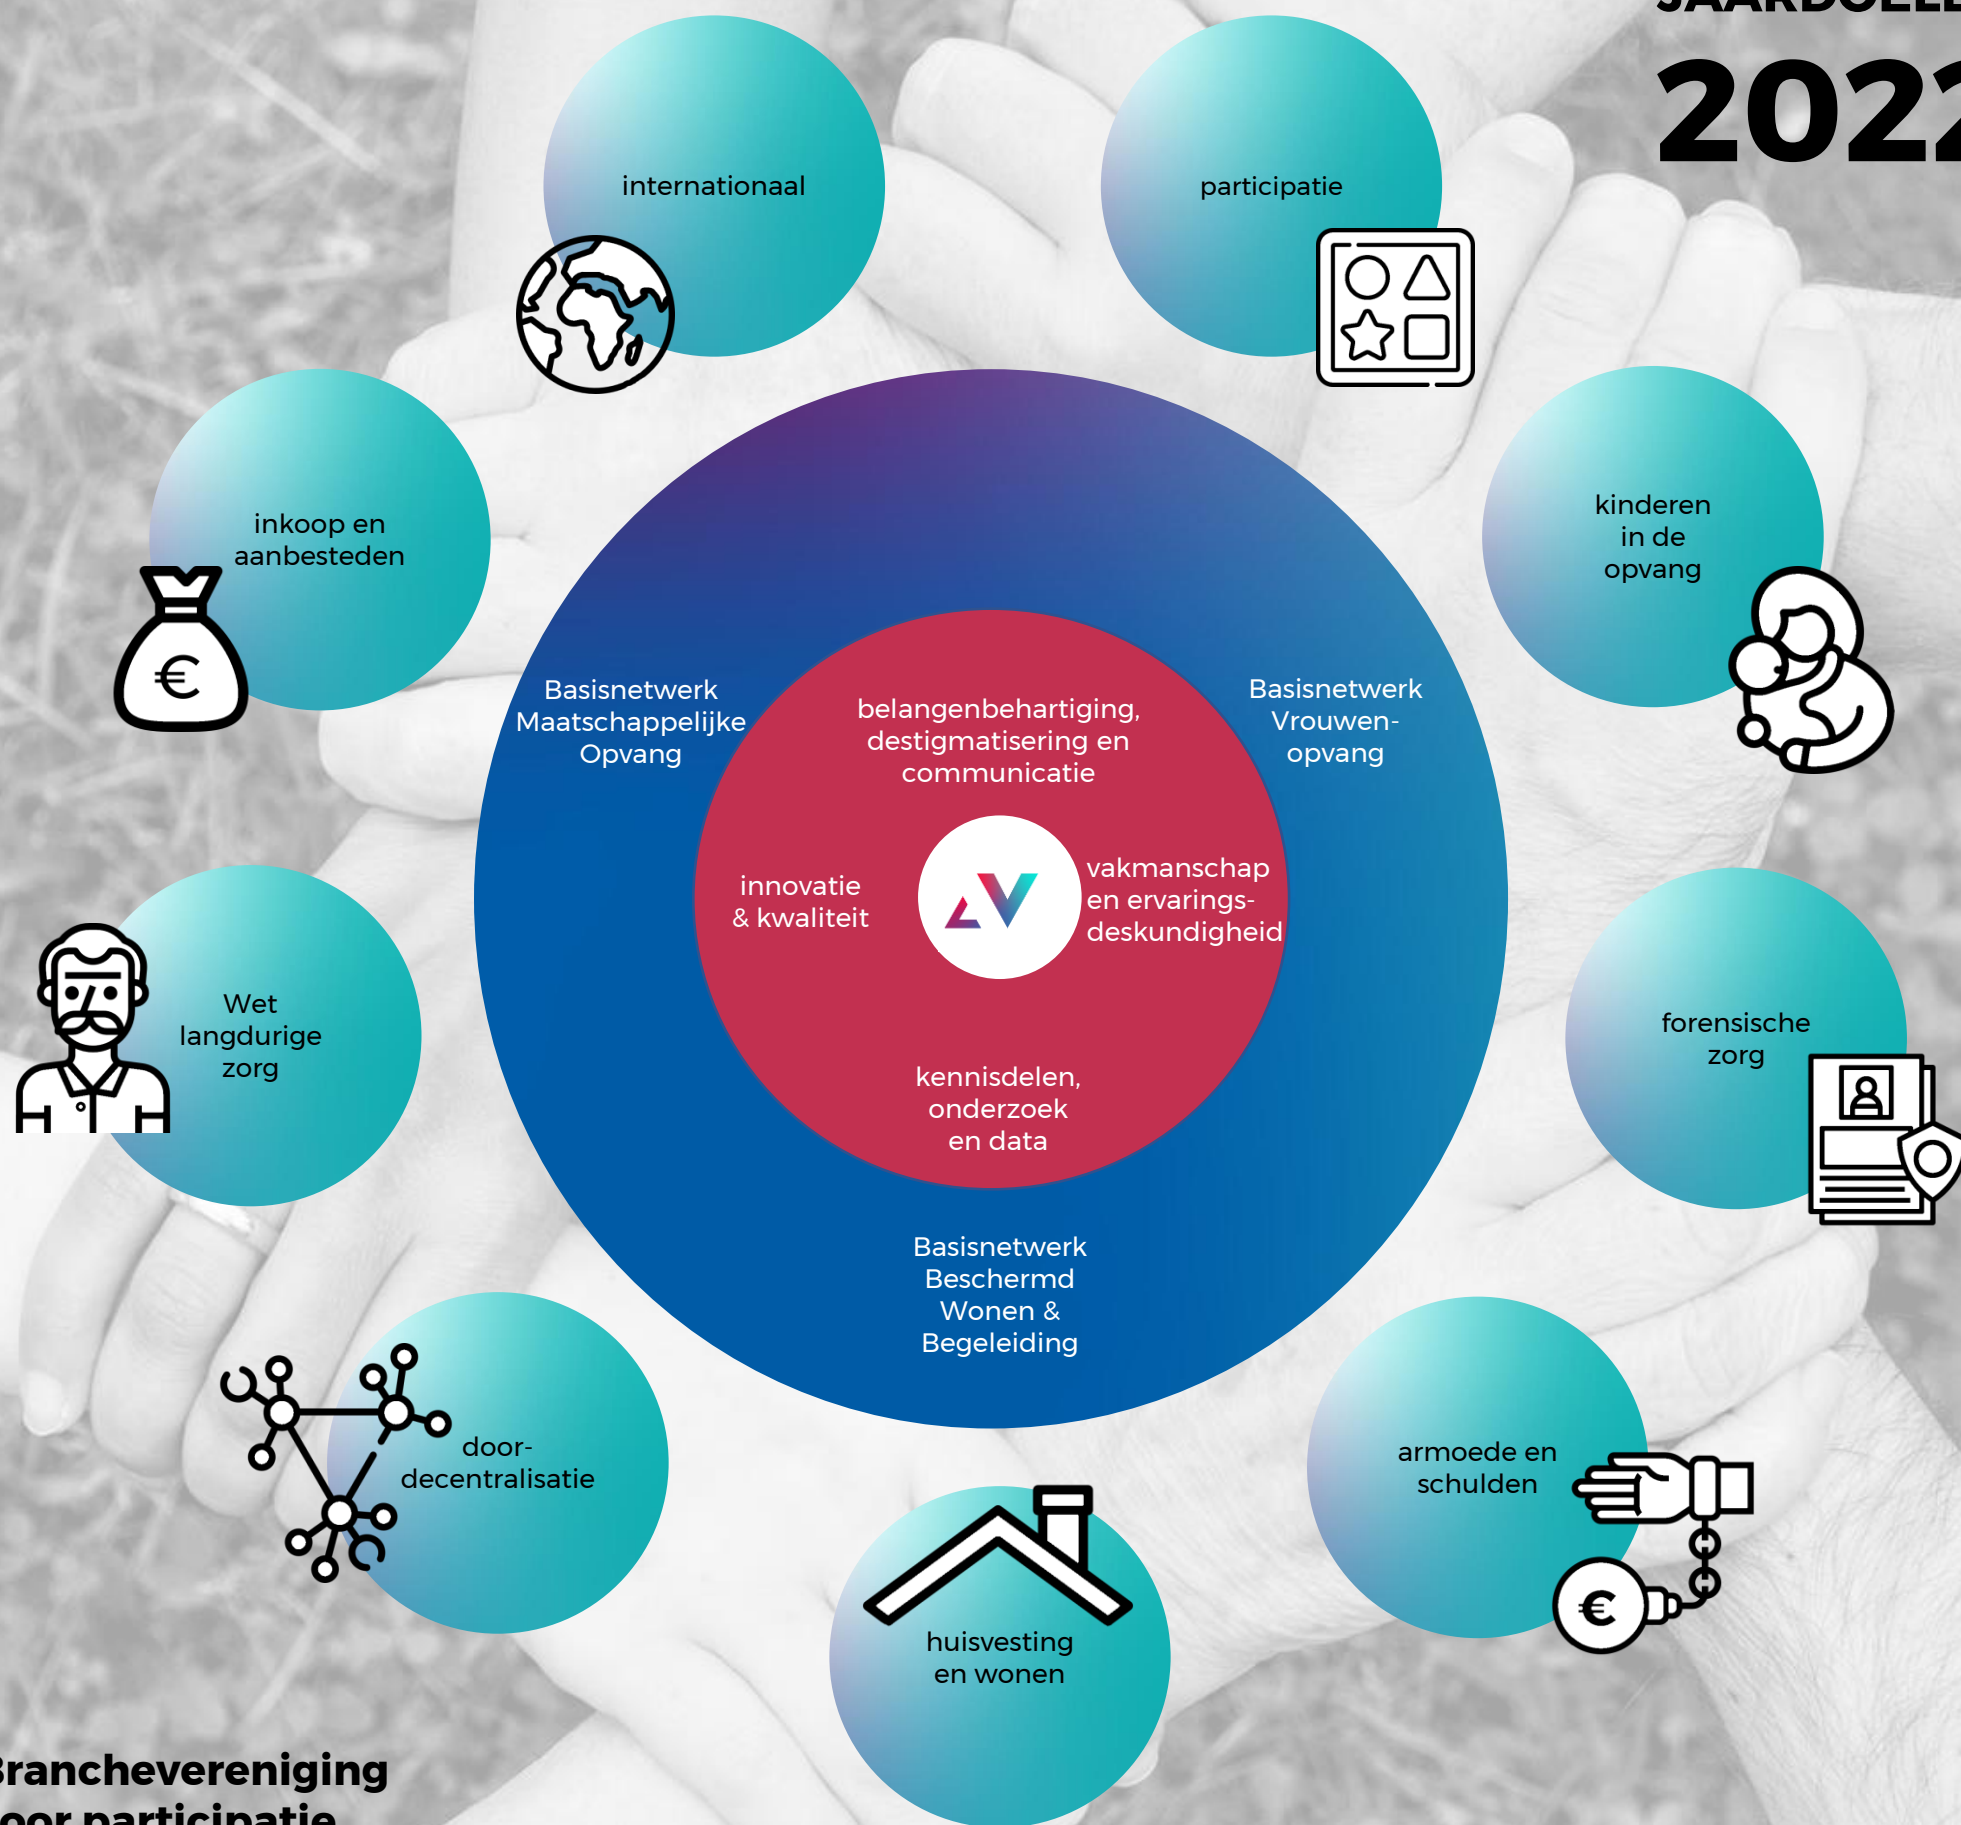 2022
internationaal
participatie
inkoop en
aanbesteden
kinderen
in de
opvang
Basisnetwerk
Maatschappelijke
Opvang
belangenbehartiging,
destigmatisering en
communicatie
Basisnetwerk
Vrouwen-
opvang
innovatie
& kwaliteit
vakmanschap
en ervarings-
deskundigheid
Wet
langdurige
zorg
forensische
zorg
kennisdelen,
onderzoek
en data
Basisnetwerk
Beschermd
Wonen &
Begeleiding
door-
decentralisatie
armoede en
schulden
€
€
huisvesting
en wonen
Branchevereniging
participatie